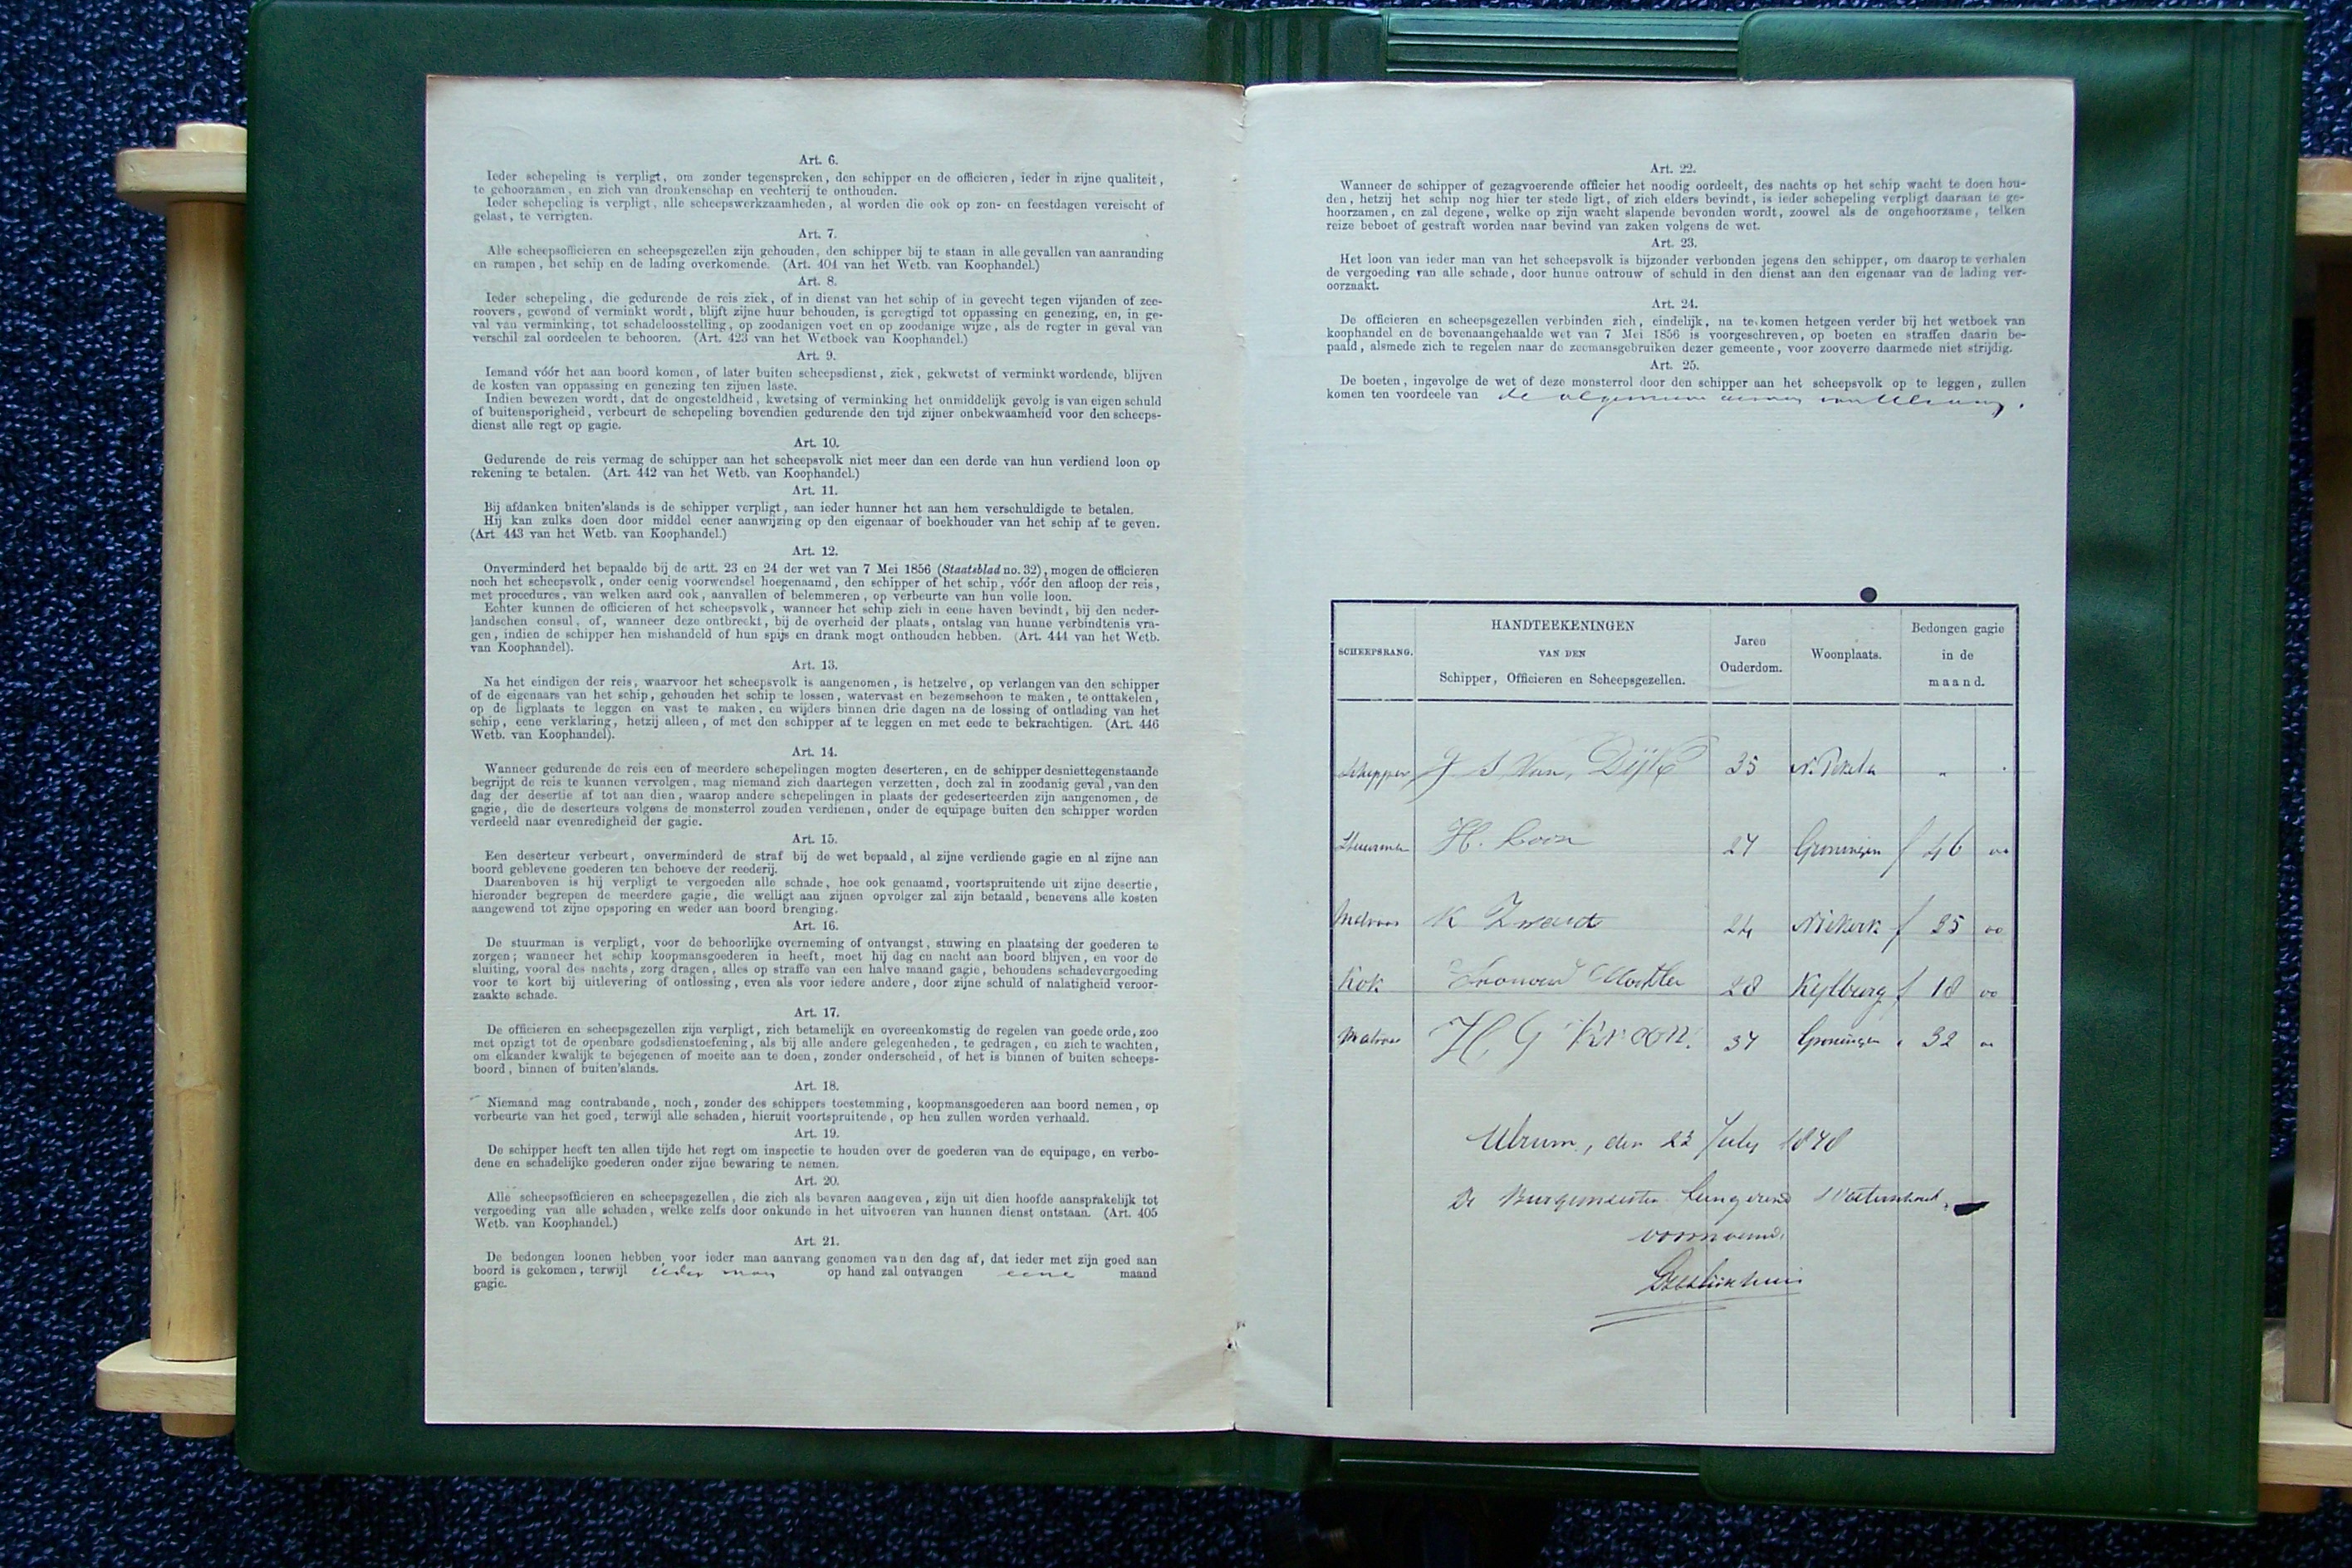 Art. 6.
Ieder schepeling is verpligt, om zonder tegenspreken, den schipper en de officieren, ieder in zijne qualiteit,
te gehoorzamen, en zich van dronkenschap en vechterij te onthouden.
Ieder schepeling is verpligt, alle scheepswerkzaamheden, al worden die ook op zon- en feestdagen vereischt of
gelast, te verrigten.
Art. 7.
Alle scheepsofficieren en scheepsgezellen zijn gehouden, den schipper bij te staan in alle gevallen van aanranding
en rampen, het schip en de lading overkomende. (Art. 404 van het Wetb. van Koophandel.)
Art. 8.
Ieder schepeling, die gedurende de reis ziek, of in dienst van het schip of in gevecht tegen vijanden of zee-
roovers, gewond of verminkt wordt, blijft zijne huur behouden, is geregtigd tot oppassing en genezing, en, in ge-
val van verminking, tot schadeloosstelling, op zoodanigen voet en op zoodanige wijze, als de regter in geval van
verschil zal oordeelen te behooren. (Art. 423 van het Wetboek van Koophandel.)
Art. 9.
Iemand vóór het aan boord komen, of later buiten scheepsdienst, ziek, gekwetst of verminkt wordende, blijven
de kosten van oppassing en genezing ten zijnen laste.
Indien bewezen wordt, dat de ongesteldheid, kwetsing of verminking het onmiddelijk gevolg is van eigen schuld
of buitensporigheid, verbeurt de schepeling bovendien gedurende den tijd zijner onbekwaamheid voor den scheeps-
dienst alle regt op gagie.
Art. 10.
Gedurende de reis vermag de schipper aan het scheepsvolk niet meer dan een derde van hun verdiend loon op
rekening te betalen. (Art. 442 van het Wetb. van Koophandel.)
Art. 11.
Bij afdanken buiten'slands is de schipper verpligt, aan ieder hunner het aan hem verschuldigde te betalen.
Hij kan zulks doen door middel eener aanwijzing op den eigenaar of boekhouder van het schip af te geven.
(Art. 443 van het Wetb. van Koophandel.)
Art. 12.
Onverminderd het bepaalde bij de artt. 23 en 24 der wet van 7 Mei 1856 (Staatsblad no. 32), mogen de officieren
noch het scheepsvolk, onder eenig voorwendsel hoegenaamd, den schipper of het schip, vóór den afloop der reis,
met procedures, van welken aard ook, aanvallen of belemmeren, op verbeurte van hun volle loon.
Echter kunnen de officieren of het scheepsvolk, wanneer het schip zich in eene haven bevindt, bij den neder-
landschen consul, of, wanneer deze ontbreekt, bij de overheid der plaats, ontslag van hunne verbindtenis vra-
gen, indien de schipper hen mishandeld of hun spijs en drank mogt onthouden hebben. (Art. 444 van het Wetb.
van Koophandel).
Art. 13.
Na het eindigen der reis, waarvoor het scheepsvolk is aangenomen, is hetzelve, op verlangen van den schipper
of de eigenaars van het schip, gehouden het schip te lossen, watervast en bezemschoon te maken, te onttakelen,
op de ligplaats te leggen en vast te maken, en wijders binnen drie dagen na de lossing of ontlading van het
schip, eene verklaring, hetzij alleen, of met den schipper af te leggen en met eede te bekrachtigen. (Art. 446
Wetb. van Koophandel).
Art. 14.
Wanneer gedurende de reis een of meerdere schepelingen mogten deserteren, en de schipper desniettegenstaande
begrijpt de reis te kunnen vervolgen, mag niemand zich daartegen verzetten, doch zal in zoodanig geval, van den
dag der desertie af tot aan dien, waarop andere schepelingen in plaats der gedeserteerden zijn aangenomen, de
gagie, die de deserteurs volgens de monsterrol zouden verdienen, onder de equipage buiten den schipper worden
verdeeld naar evenredigheid der gagie.
Art. 15.
Een deserteur verbeurt, onverminderd de straf bij de wet bepaald, al zijne verdiende gagie en al zijne aan
boord geblevene goederen ten behoeve der reederij.
Daarenboven is hij verpligt te vergoeden alle schade, hoe ook genaamd, voortspruitende uit zijne desertie,
hieronder begrepen de meerdere gagie, die welligt aan zijnen opvolger zal zijn betaald, benevens alle kosten
aangewend tot zijne opsporing en weder aan boord brenging.
Art. 16.
De stuurman is verpligt, voor de behoorlijke overneming of ontvangst, stuwing en plaatsing der goederen te
zorgen; wanneer het schip koopmansgoederen in heeft, moet hij dag en nacht aan boord blijven, en voor de
sluiting, vooral des nachts, zorg dragen, alles op straffe van een halve maand gagie, behoudens schadevergoeding
voor te kort bij uitlevering of ontlossing, even als voor iedere andere, door zijne schuld of nalatigheid veroor-
zaakte schade.
Art. 17.
De officieren en scheepsgezellen zijn verpligt, zich betamelijk en overeenkomstig de regelen van goede orde, zoo
met opzigt tot de openbare godsdienstoefening, als bij alle andere gelegenheden, te gedragen, en zich te wachten,
om elkander kwalijk te bejegenen of moeite aan te doen, zonder onderscheid, of het is binnen of buiten scheeps-
boord, binnen of buiten'slands.
Art. 18.
Niemand mag contrabande, noch, zonder des schippers toestemming, koopmansgoederen aan boord nemen, op
verbeurte van het goed, terwijl alle schaden, hieruit voortspruitende, op hen zullen worden verhaald.
Art. 19.
De schipper heeft ten allen tijde het regt om inspectie te houden over de goederen van de equipage, en verbo-
dene en schadelijke goederen onder zijne bewaring te nemen.
Art. 20.
Alle scheepsofficieren en scheepsgezellen, die zich als bevaren aangeven, zijn uit dien hoofde aansprakelijk tot
vergoeding van alle schaden, welke zelfs door onkunde in het uitvoeren van hunnen dienst ontstaan. (Art. 405
Wetb. van Koophandel.)
Art. 21.
De bedongen loonen hebben voor ieder man aanvang genomen van den dag af, dat ieder met zijn goed aan
boord is gekomen, terwijl ieder man op hand zal ontvangen eene maand
gagie.
Art. 22.
Wanneer de schipper of gezagvoerende officier het noodig oordeelt, des nachts op het schip wacht te doen hou-
den, hetzij het schip nog hier ter stede ligt, of zich elders bevindt, is ieder schepeling verpligt daaraan te ge-
hoorzamen, en zal degene, welke op zijn wacht slapende bevonden wordt, zoowel als de ongehoorzame, telken
reize beboet of gestraft worden naar bevind van zaken volgens de wet.
Art. 23.
Het loon van ieder man van het scheepsvolk is bijzonder verbonden jegens den schipper, om daarop te verhalen
de vergoeding van alle schade, door hunne ontrouw of schuld in den dienst aan den eigenaar van de lading ver-
oorzaakt.
Art. 24.
De officieren en scheepsgezellen verbinden zich, eindelijk, na te komen hetgeen verder bij het wetboek van
koophandel en de bovenaangehaalde wet van 7 Mei 1856 is voorgeschreven, op boeten en straffen daarin be-
paald, alsmede zich te regelen naar de zeemansgebruiken dezer gemeente, voor zooverre daarmede niet strijdig.
Art. 25.
De boeten, ingevolge de wet of deze monsterrol door den schipper aan het scheepsvolk op te leggen, zullen
komen ten voordeele van de algemeene armen van Ulrum.
SCHEEPSRANG. HANDTEEKENINGEN VAN DEN Schipper, Officieren en Scheepsgezellen. Jaren Ouderdom. Woonplaats. Bedongen gagie in de maand.
Schipper J S Van Dijk 35 N. Pekela " "
Stuurman H. Coon 27 Groningen f 46 00
Matroos K Zwart 24 Niekerk f 35 00
Kok 28 Kylburg f 18 00
Matroos H. G Kroon. 37 Groningen " 32 00
Ulrum, den 23 July 1878
De Burgemeester Leens Waterschout
voornoemd,